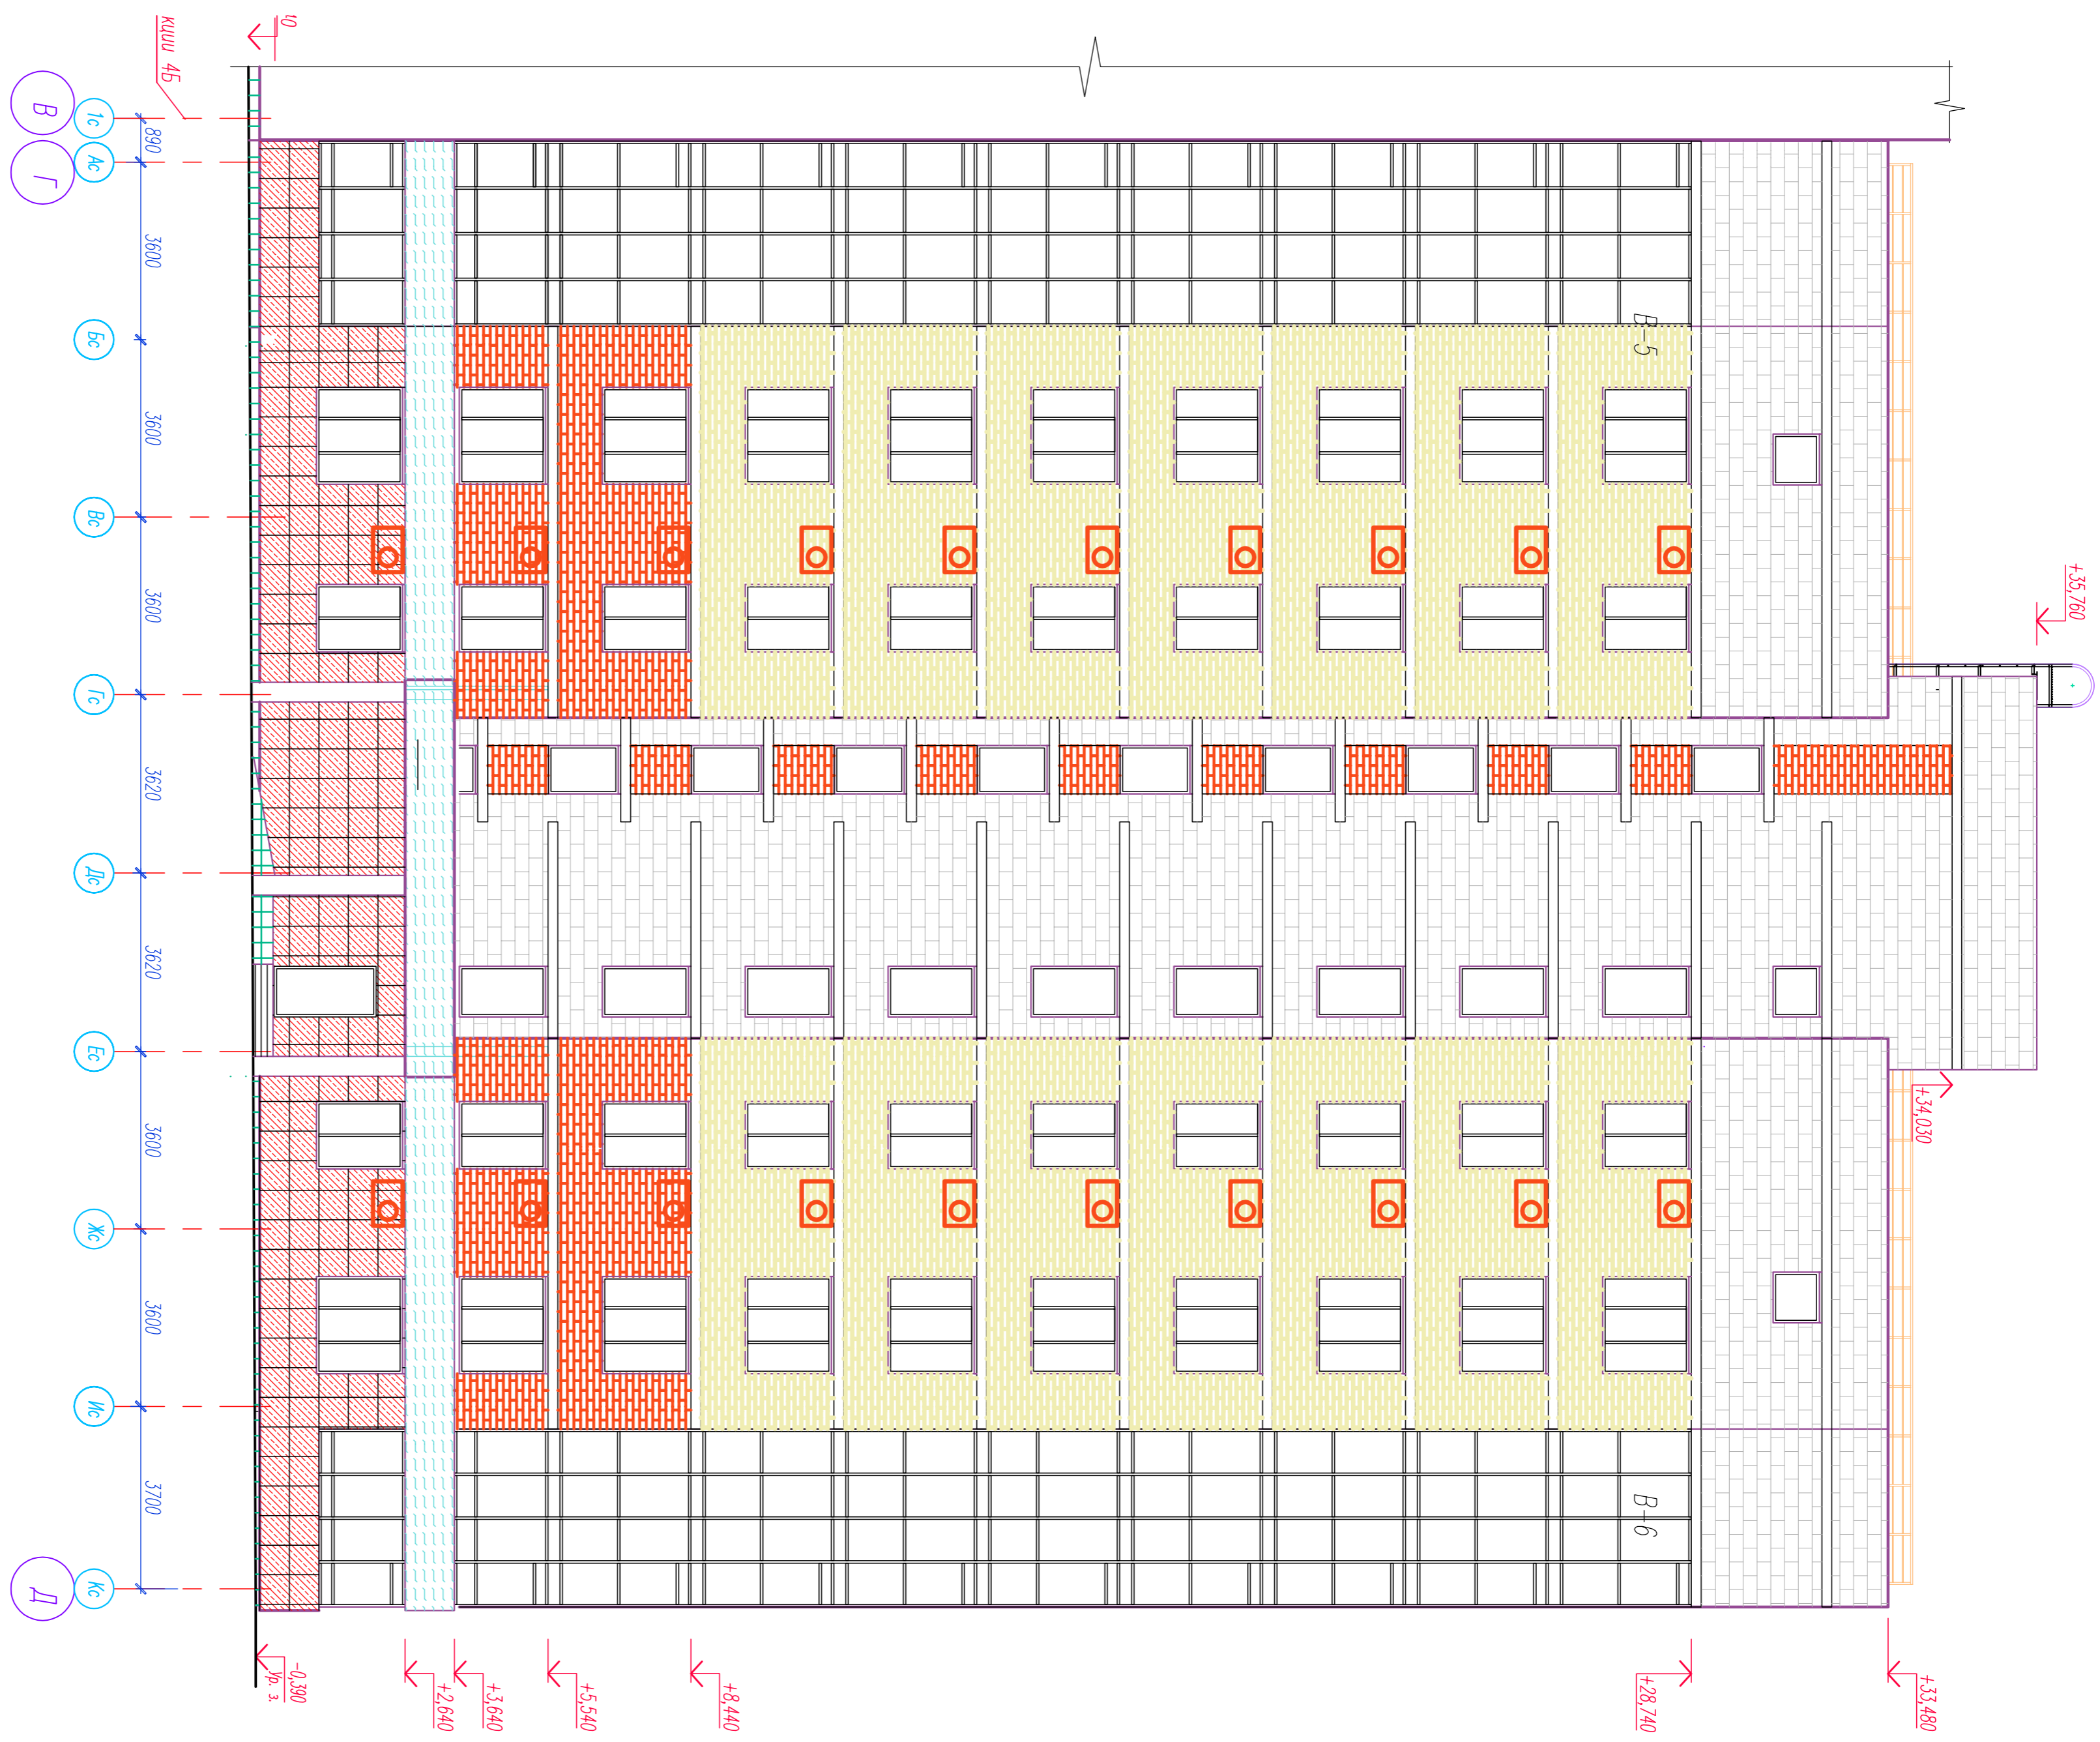 10
кции 4Б
В
Г
Д
1с
Ас
Бс
Вс
Гс
Дс
Ес
Жс
Ис
Кс
890
3600
3600
3600
3620
3620
3600
3600
3700
В-5
В-6
+35,760
+34,030
+33,480
+28,740
+8,440
+5,540
+3,640
+2,640
-0,390
Ур. з.